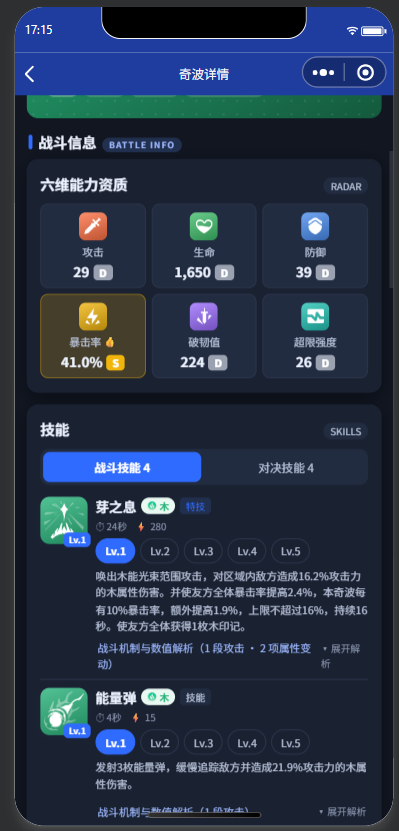 17:15
奇波详情
战斗信息 BATTLE INFO
六维能力资质 RADAR
攻击 生命 防御
29 D 1,650 D 39 D
暴击率 破韧值 超限强度
41.0% S 224 D 26 D
技能 SKILLS
战斗技能 4 对决技能 4
芽之息 木 特技
Lv.1 24秒 280
Lv.1 Lv.2 Lv.3 Lv.4 Lv.5
唤出木能光束范围攻击，对区域内敌方造成16.2%攻击力
的木属性伤害。并使友方全体暴击率提高2.4%，本奇波每
有10%暴击率，额外提高1.9%，上限不超过16%，持续16
秒。使友方全体获得1枚木印记。
战斗机制与数值解析（1 段攻击 · 2 项属性变 展开解
动） 析
能量弹 木 技能
Lv.1 4秒 15
Lv.1 Lv.2 Lv.3 Lv.4 Lv.5
发射3枚能量弹，缓慢追踪敌方并造成21.9%攻击力的木属
性伤害。
战斗机制与数值解析（1 段攻击） 展开解析